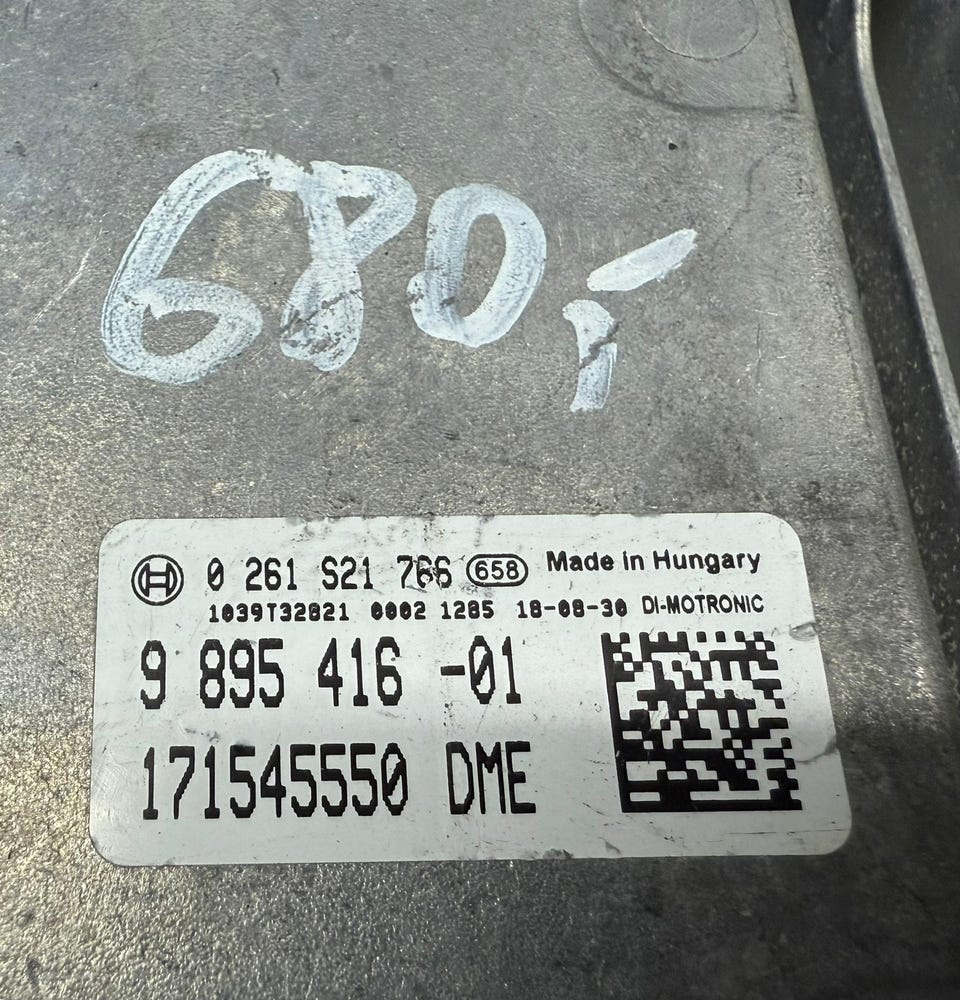 680,-
0 261 S21 766 658 Made in Hungary
1039T32821 0002 1285 18-08-30 DI-MOTRONIC
9 895 416 -01
171545550 DME